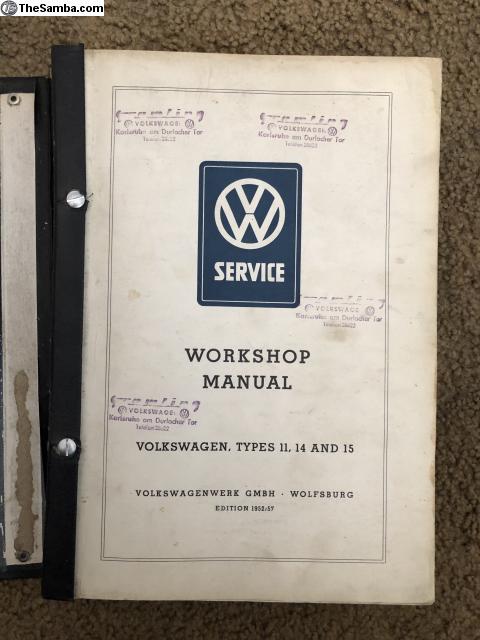 TheSamba.com
VOLKSWAGEN
Karlsruhe am Durlacher Tor
VOLKSWAGEN
Karlsruhe am Durlacher Tor
VW
SERVICE
VOLKSWAGEN
Karlsruhe am Durlacher Tor
WORKSHOP
MANUAL
VOLKSWAGEN
Karlsruhe am Durlacher Tor
VOLKSWAGEN, TYPES 11, 14 AND 15
VOLKSWAGENWERK GMBH · WOLFSBURG
EDITION 1952/57